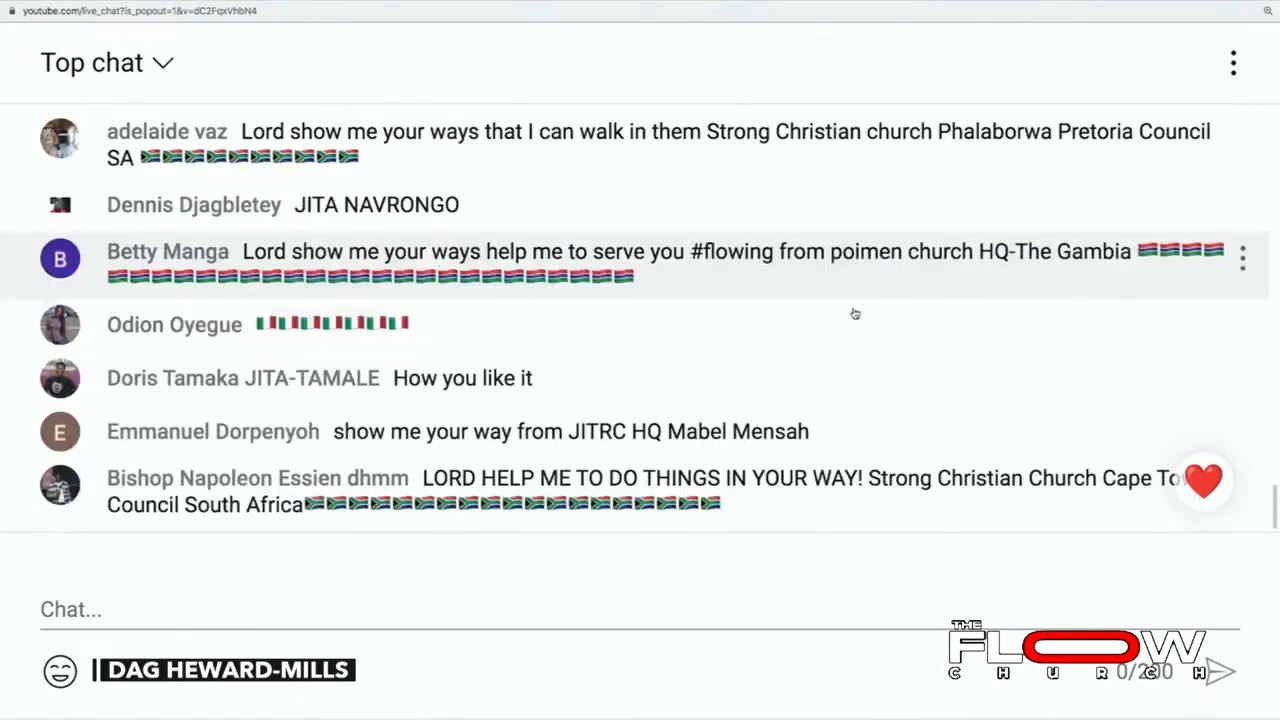 youtube.com/live_chat?is_popout=1&v=dC2FqxVhbN4
Top chat
adelaide vaz Lord show me your ways that I can walk in them Strong Christian church Phalaborwa Pretoria Council
SA 🇿🇦🇿🇦🇿🇦🇿🇦🇿🇦🇿🇦🇿🇦🇿🇦🇿🇦🇿🇦
Dennis Djagbletey JITA NAVRONGO
B
Betty Manga Lord show me your ways help me to serve you #flowing from poimen church HQ-The Gambia 🇬🇲🇬🇲🇬🇲🇬🇲
🇬🇲🇬🇲🇬🇲🇬🇲🇬🇲🇬🇲🇬🇲🇬🇲🇬🇲🇬🇲🇬🇲🇬🇲🇬🇲🇬🇲🇬🇲🇬🇲🇬🇲🇬🇲🇬🇲🇬🇲🇬🇲🇬🇲🇬🇲🇬🇲
Odion Oyegue 🇮🇹🇮🇹🇮🇹🇮🇹🇮🇹🇮🇹🇮🇹
Doris Tamaka JITA-TAMALE How you like it
E
Emmanuel Dorpenyoh show me your way from JITRC HQ Mabel Mensah
Bishop Napoleon Essien dhmm LORD HELP ME TO DO THINGS IN YOUR WAY! Strong Christian Church Cape To
Council South Africa🇿🇦🇿🇦🇿🇦🇿🇦🇿🇦🇿🇦🇿🇦🇿🇦🇿🇦🇿🇦🇿🇦🇿🇦🇿🇦🇿🇦🇿🇦🇿🇦🇿🇦🇿🇦🇿🇦
Chat...
DAG HEWARD-MILLS
THE
FLOW
CHURCH
0/200